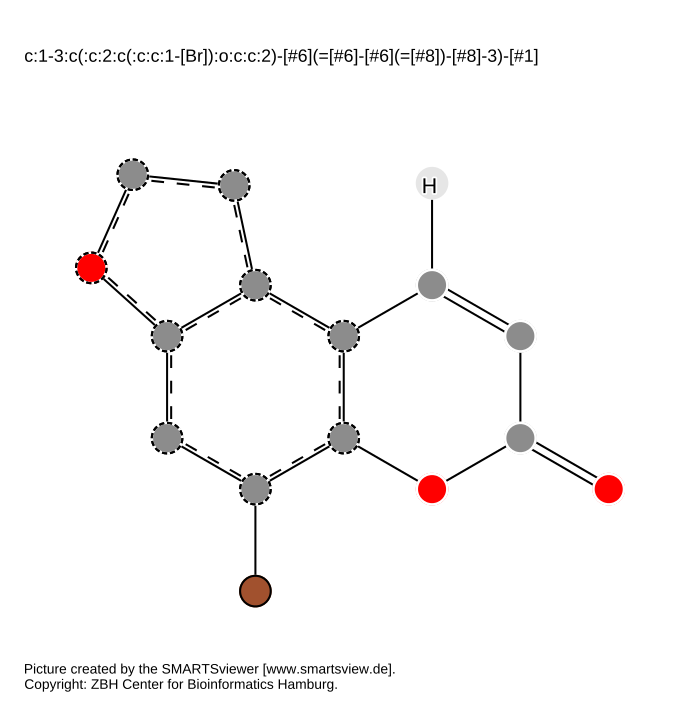 c:1-3:c(:c:2:c(:c:c:1-[Br]):o:c:c:2)-[#6](=[#6]-[#6](=[#8])-[#8]-3)-[#1]
H
Picture created by the SMARTSviewer [www.smartsview.de].
Copyright: ZBH Center for Bioinformatics Hamburg.